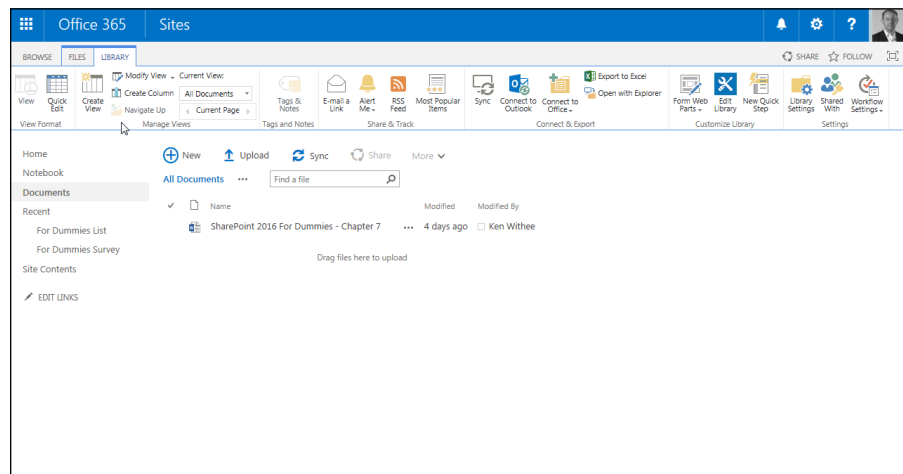 Office 365 Sites ?
BROWSE FILES LIBRARY SHARE FOLLOW
View
Quick Edit
View Format
Create View
Modify View
Create Column
Navigate Up
Current View:
All Documents
Current Page
Manage Views
Tags & Notes
Tags and Notes
E-mail a Link
Alert Me
RSS Feed
Most Popular Items
Share & Track
Sync
Connect to Outlook
Connect to Office
Export to Excel
Open with Explorer
Connect & Export
Form Web Parts
Edit Library
New Quick Step
Customize Library
Library Settings
Shared With
Workflow Settings
Settings
Home
Notebook
Documents
Recent
For Dummies List
For Dummies Survey
Site Contents
EDIT LINKS
New Upload Sync Share More
All Documents ... Find a file
Name Modified Modified By
SharePoint 2016 For Dummies - Chapter 7 ... 4 days ago Ken Withee
Drag files here to upload